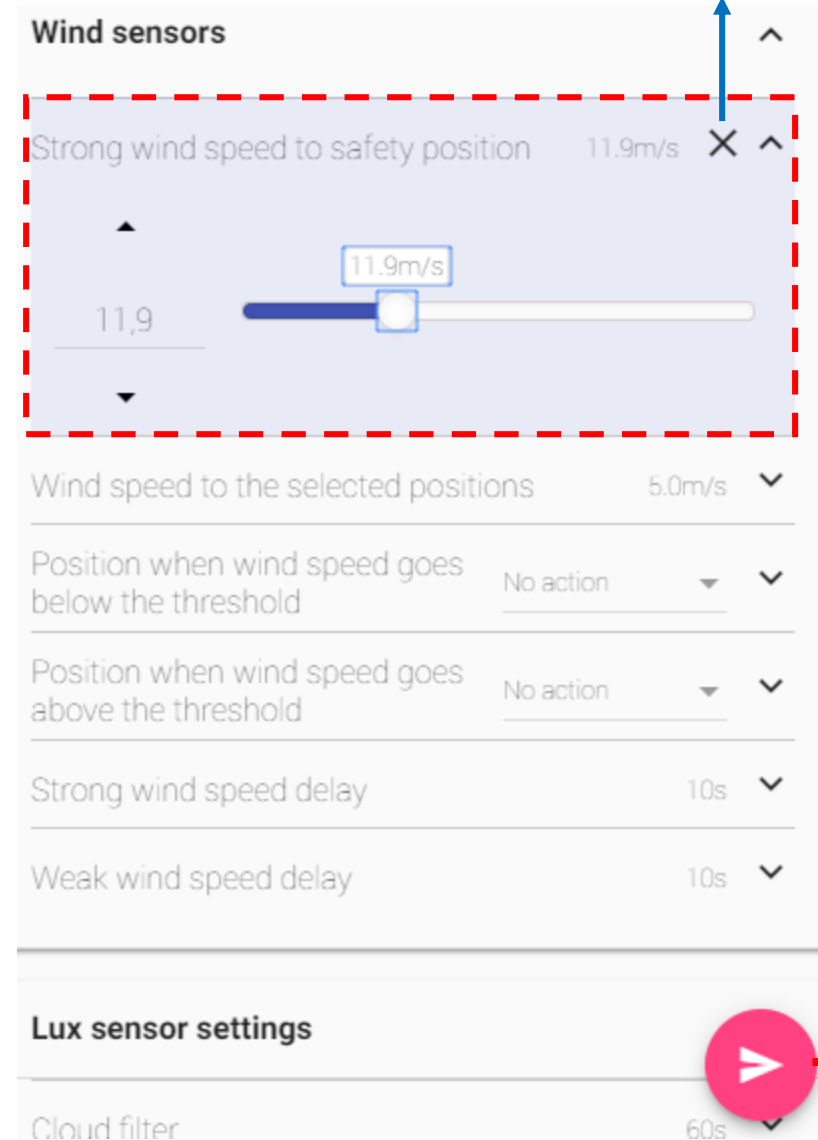 Wind sensors
Strong wind speed to safety position 11.9m/s
11.9m/s
11,9
Wind speed to the selected positions 5.0m/s
Position when wind speed goes
below the threshold
No action
Position when wind speed goes
above the threshold
No action
Strong wind speed delay 10s
Weak wind speed delay 10s
Lux sensor settings
Cloud filter 60s